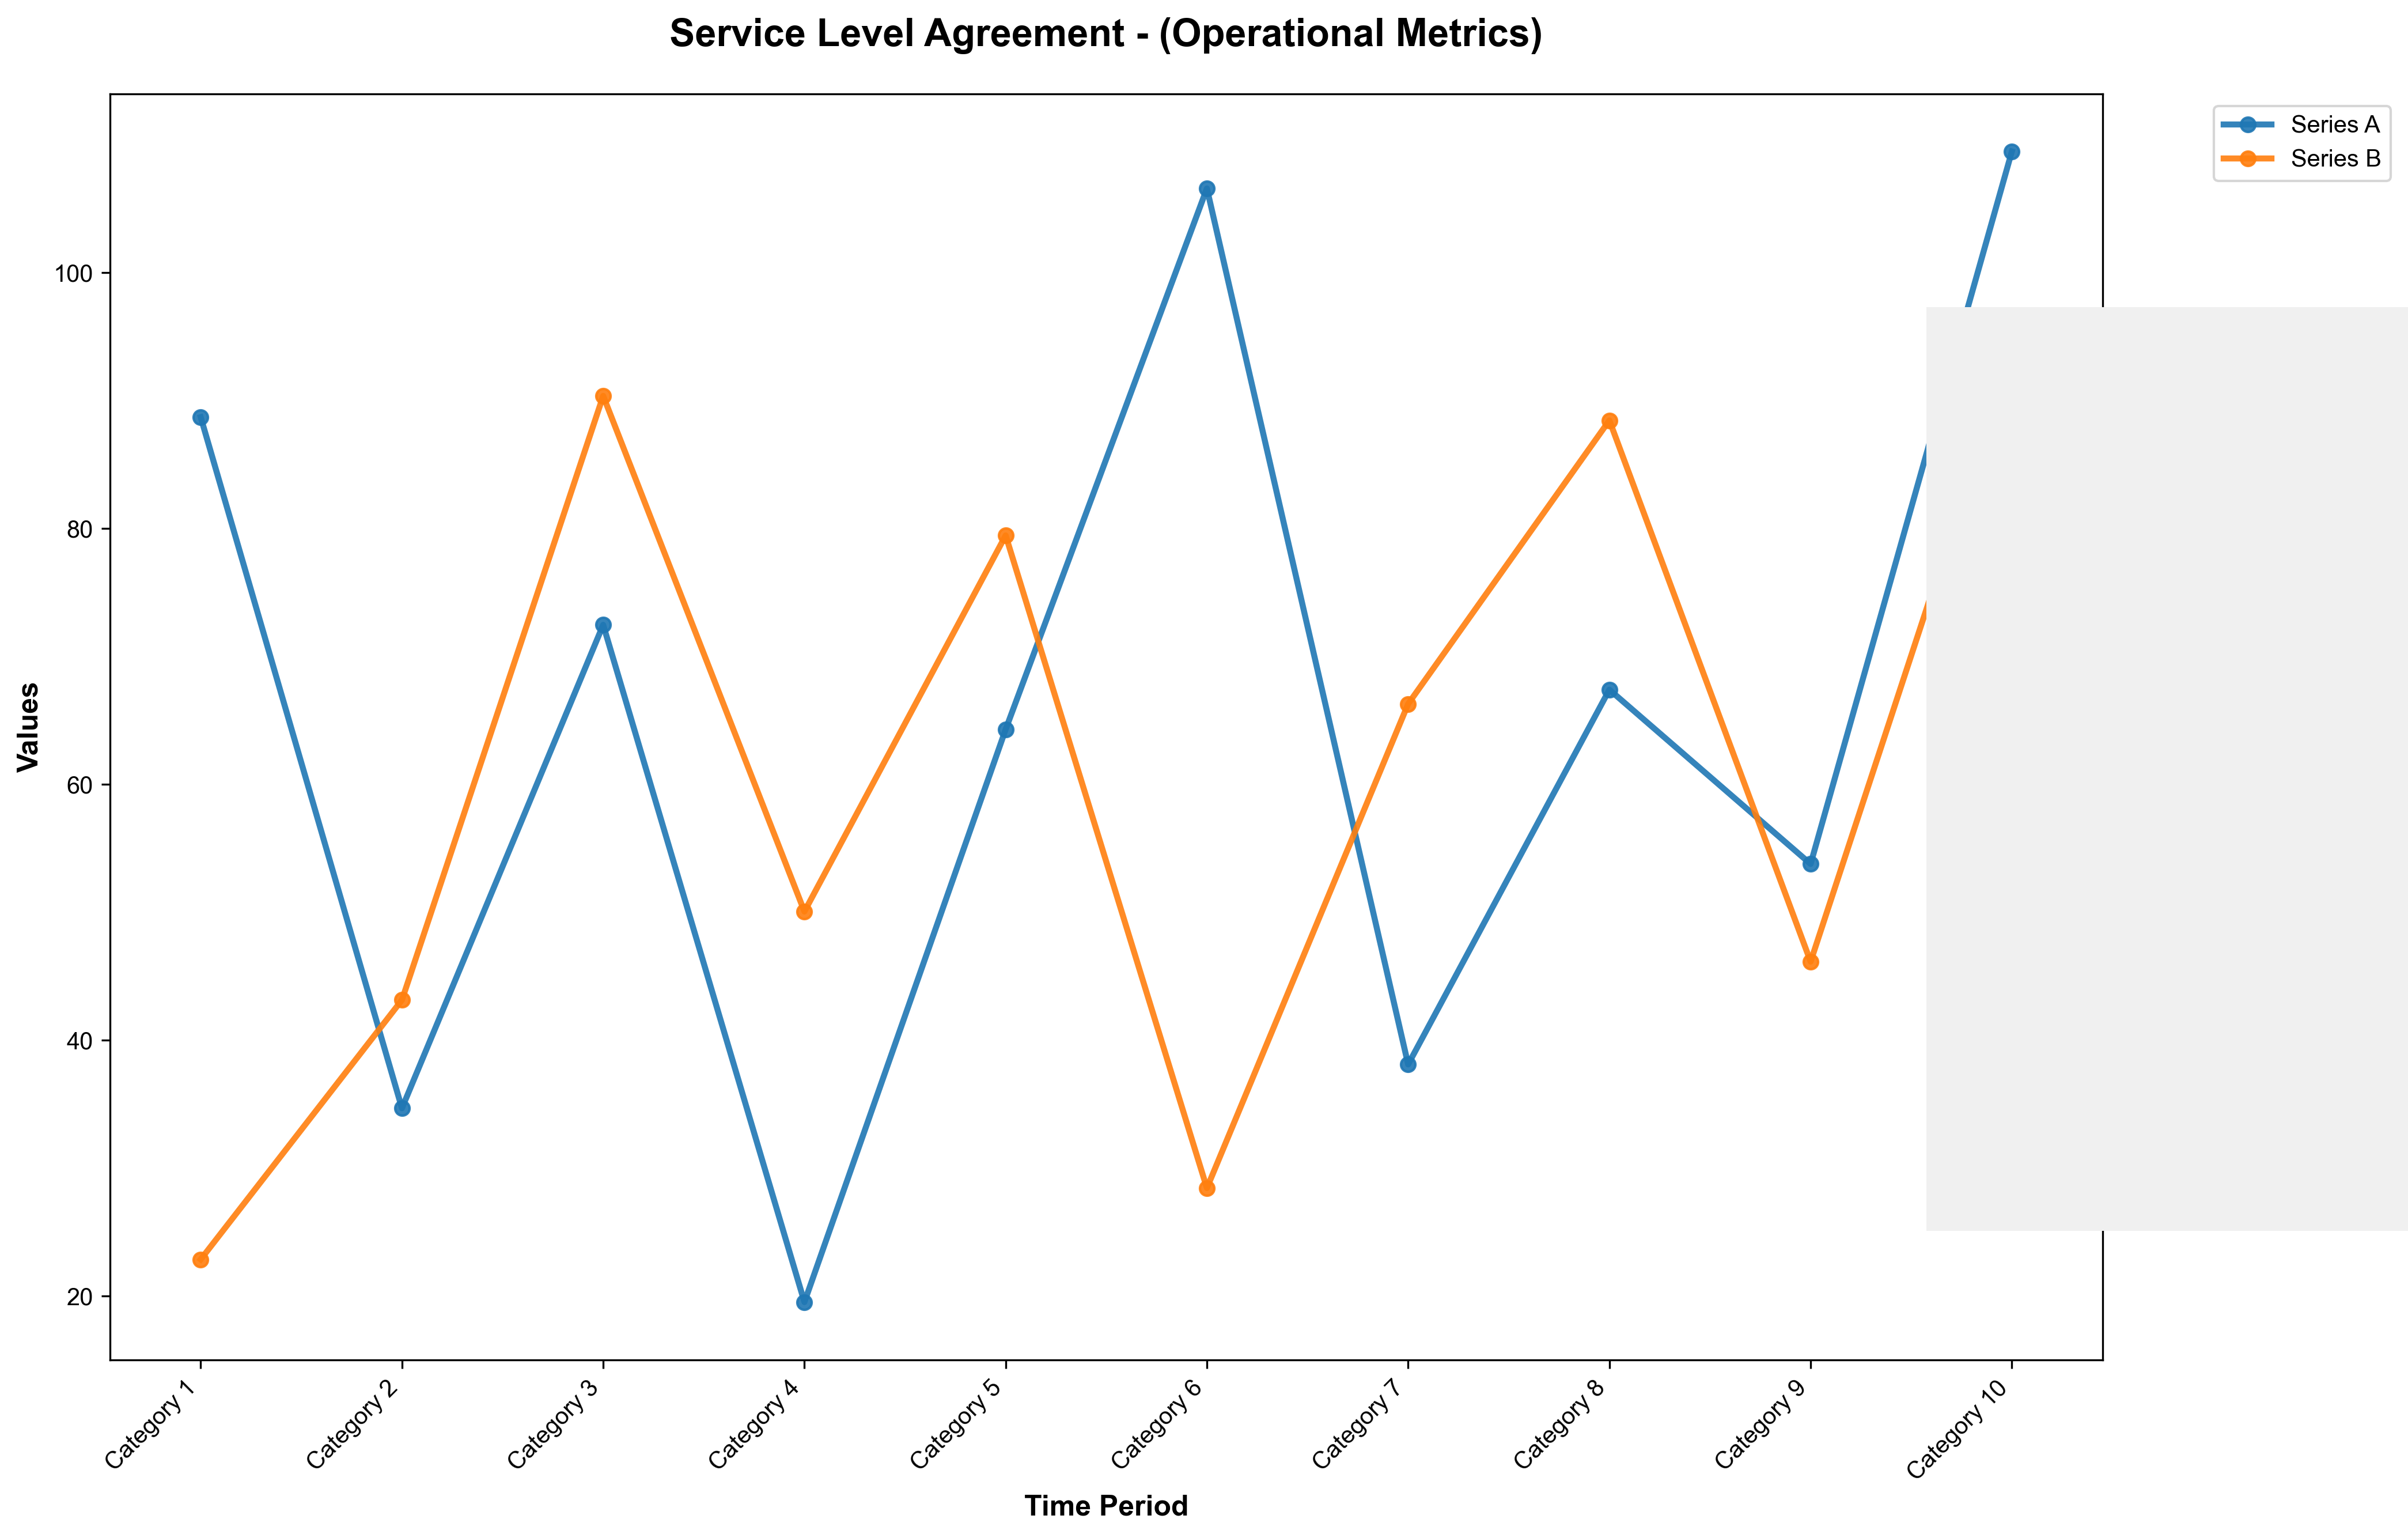 Service Level Agreement - (Operational Metrics)
Series A
Series B
Values
100
80
60
40
20
Category 1
Category 2
Category 3
Category 4
Category 5
Category 6
Category 7
Category 8
Category 9
Category 10
Time Period